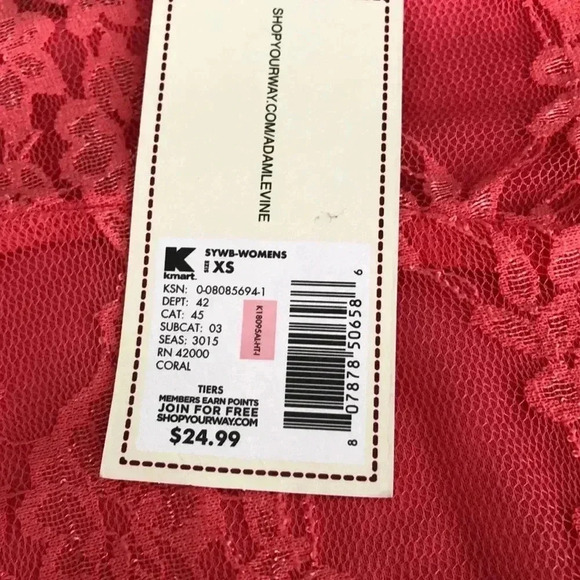 SHOPYOURWAY.COM/ADAMLEVINE
K
kmart
SYWB-WOMENS
SIZE XS
KSN: 0-08085694-1
DEPT: 42
CAT: 45
SUBCAT: 03
SEAS: 3015
RN 42000
CORAL
K1809SAL-HT-I
TIERS
MEMBERS EARN POINTS
JOIN FOR FREE
SHOPYOURWAY.COM
$24.99
8 07878 50658 6